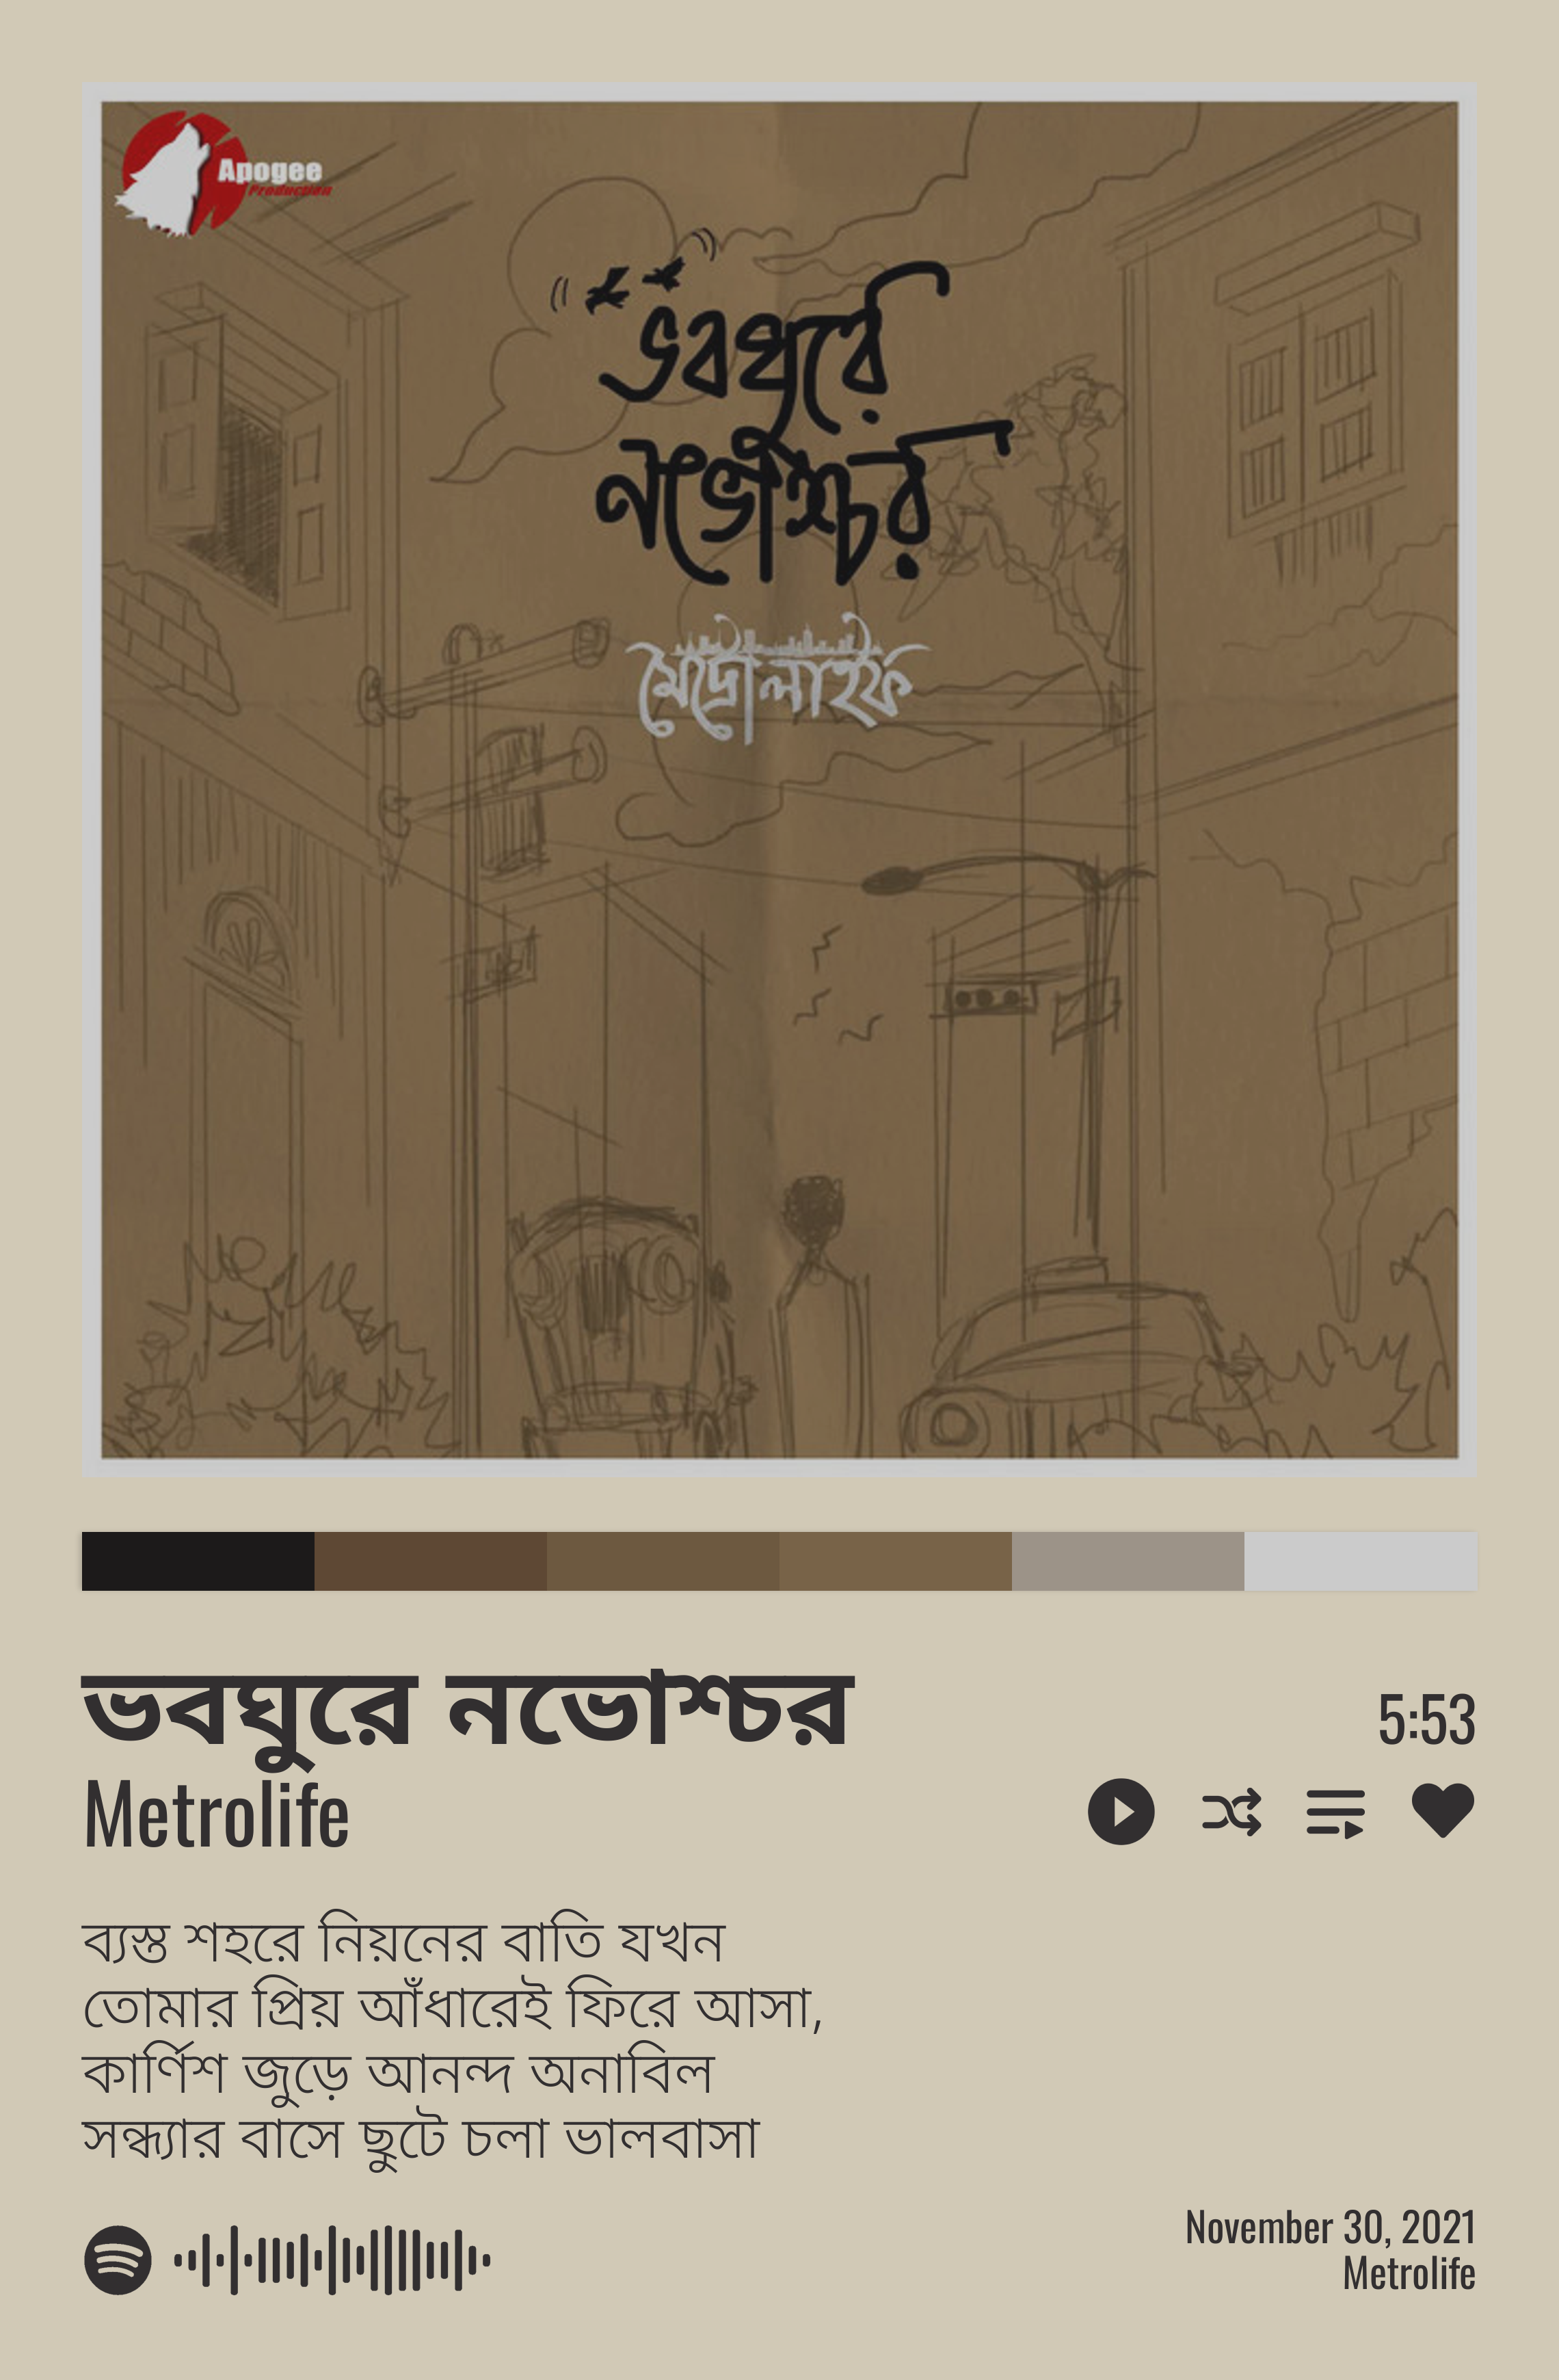 Apogee
Production
ভবঘুরে
নভোশ্চর
মেট্রোলাইফ
ভবঘুরে নভোশ্চর
5:53
Metrolife
ব্যস্ত শহরে নিয়নের বাতি যখন
তোমার প্রিয় আঁধারেই ফিরে আসা,
কার্ণিশ জুড়ে আনন্দ অনাবিল
সন্ধ্যার বাসে ছুটে চলা ভালবাসা
November 30, 2021
Metrolife